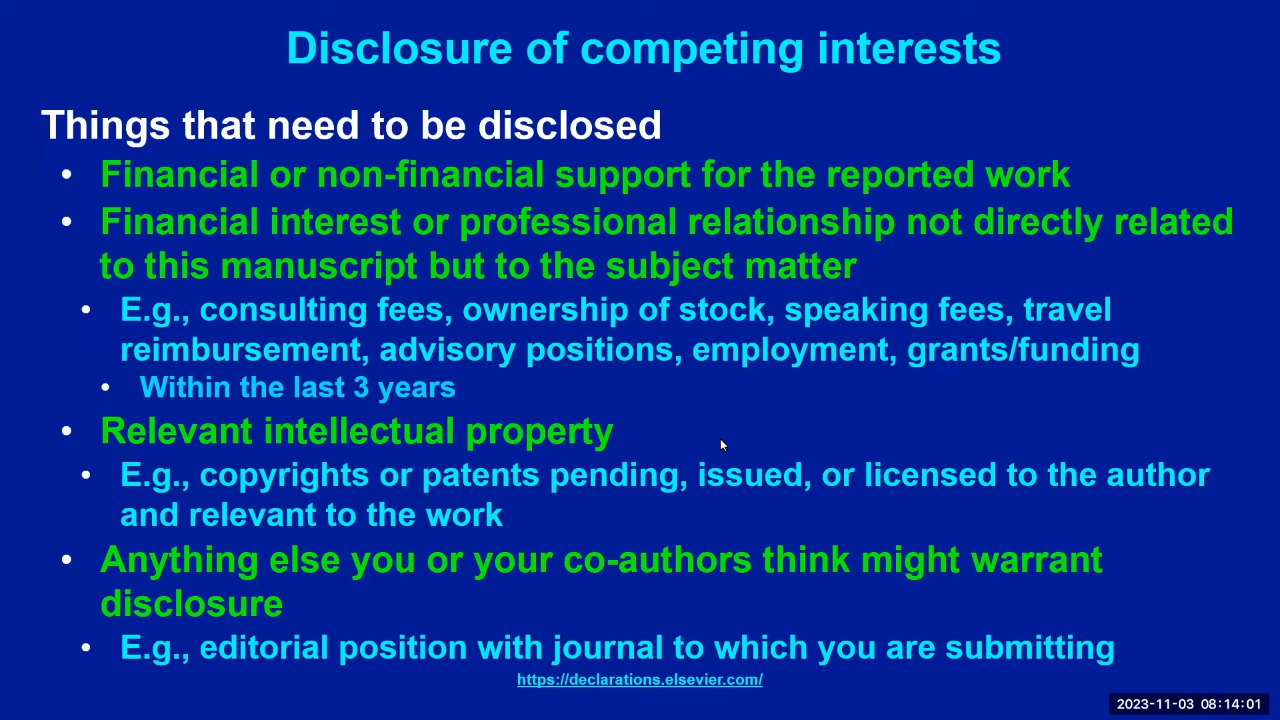 Disclosure of competing interests
Things that need to be disclosed
• Financial or non-financial support for the reported work
• Financial interest or professional relationship not directly related
to this manuscript but to the subject matter
• E.g., consulting fees, ownership of stock, speaking fees, travel
reimbursement, advisory positions, employment, grants/funding
• Within the last 3 years
• Relevant intellectual property
• E.g., copyrights or patents pending, issued, or licensed to the author
and relevant to the work
• Anything else you or your co-authors think might warrant
disclosure
• E.g., editorial position with journal to which you are submitting
https://declarations.elsevier.com/
2023-11-03 08:14:01